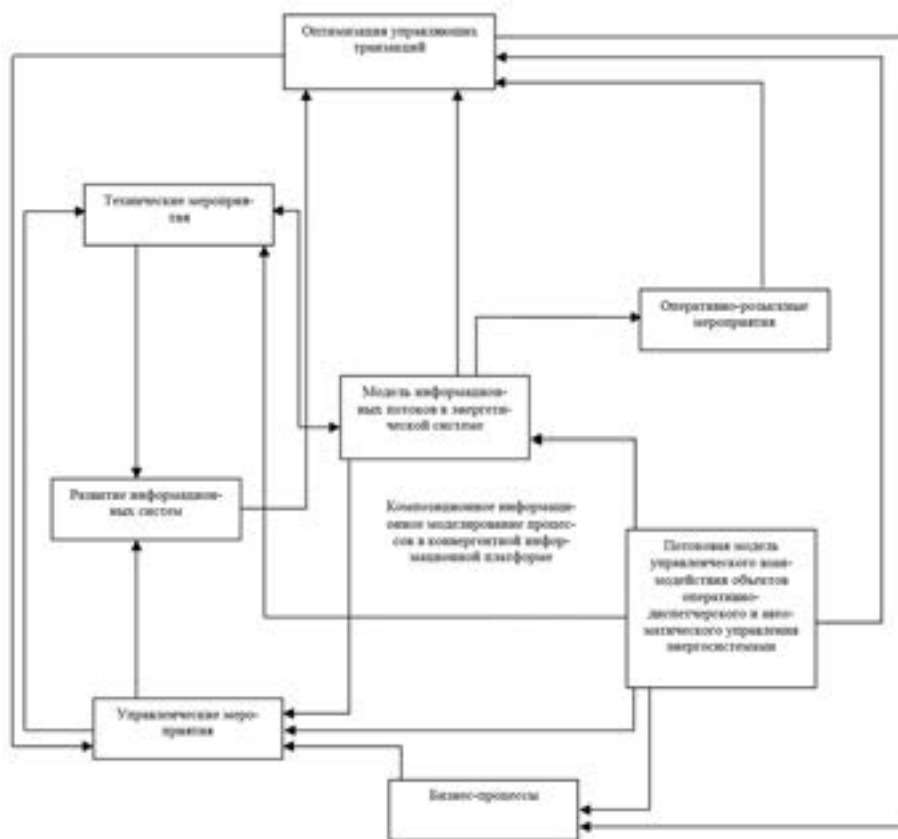 Оптимизация управляющих
транзакций
Технические мероприя-
тия
Оперативно-розыскные
мероприятия
Модель информацион-
ных потоков в энергети-
ческой системе
Развитие информацион-
ных систем
Композиционное информаци-
онное моделирование процес-
сов в конвергентной инфор-
мационной платформе
Потоковая модель
управленческого взаи-
модействия объектов
оперативно-
диспетчерского и авто-
матического управления
энергосистемами
Управленческие меро-
приятия
Бизнес-процессы